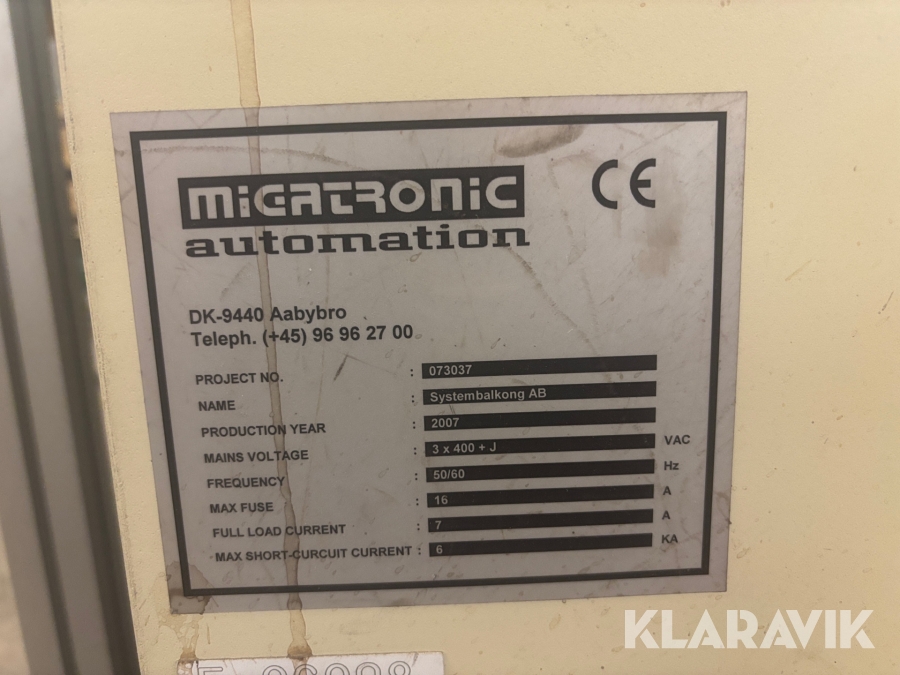 MIGATRONIC
automation
CE
DK-9440 Aabybro
Teleph. (+45) 96 96 27 00
PROJECT NO. : 073037
NAME : Systembalkong AB
PRODUCTION YEAR : 2007
MAINS VOLTAGE : 3 x 400 + J VAC
FREQUENCY : 50/60 Hz
MAX FUSE : 16 A
FULL LOAD CURRENT : 7 A
MAX SHORT-CURCUIT CURRENT : 6 KA
KLARAVIK